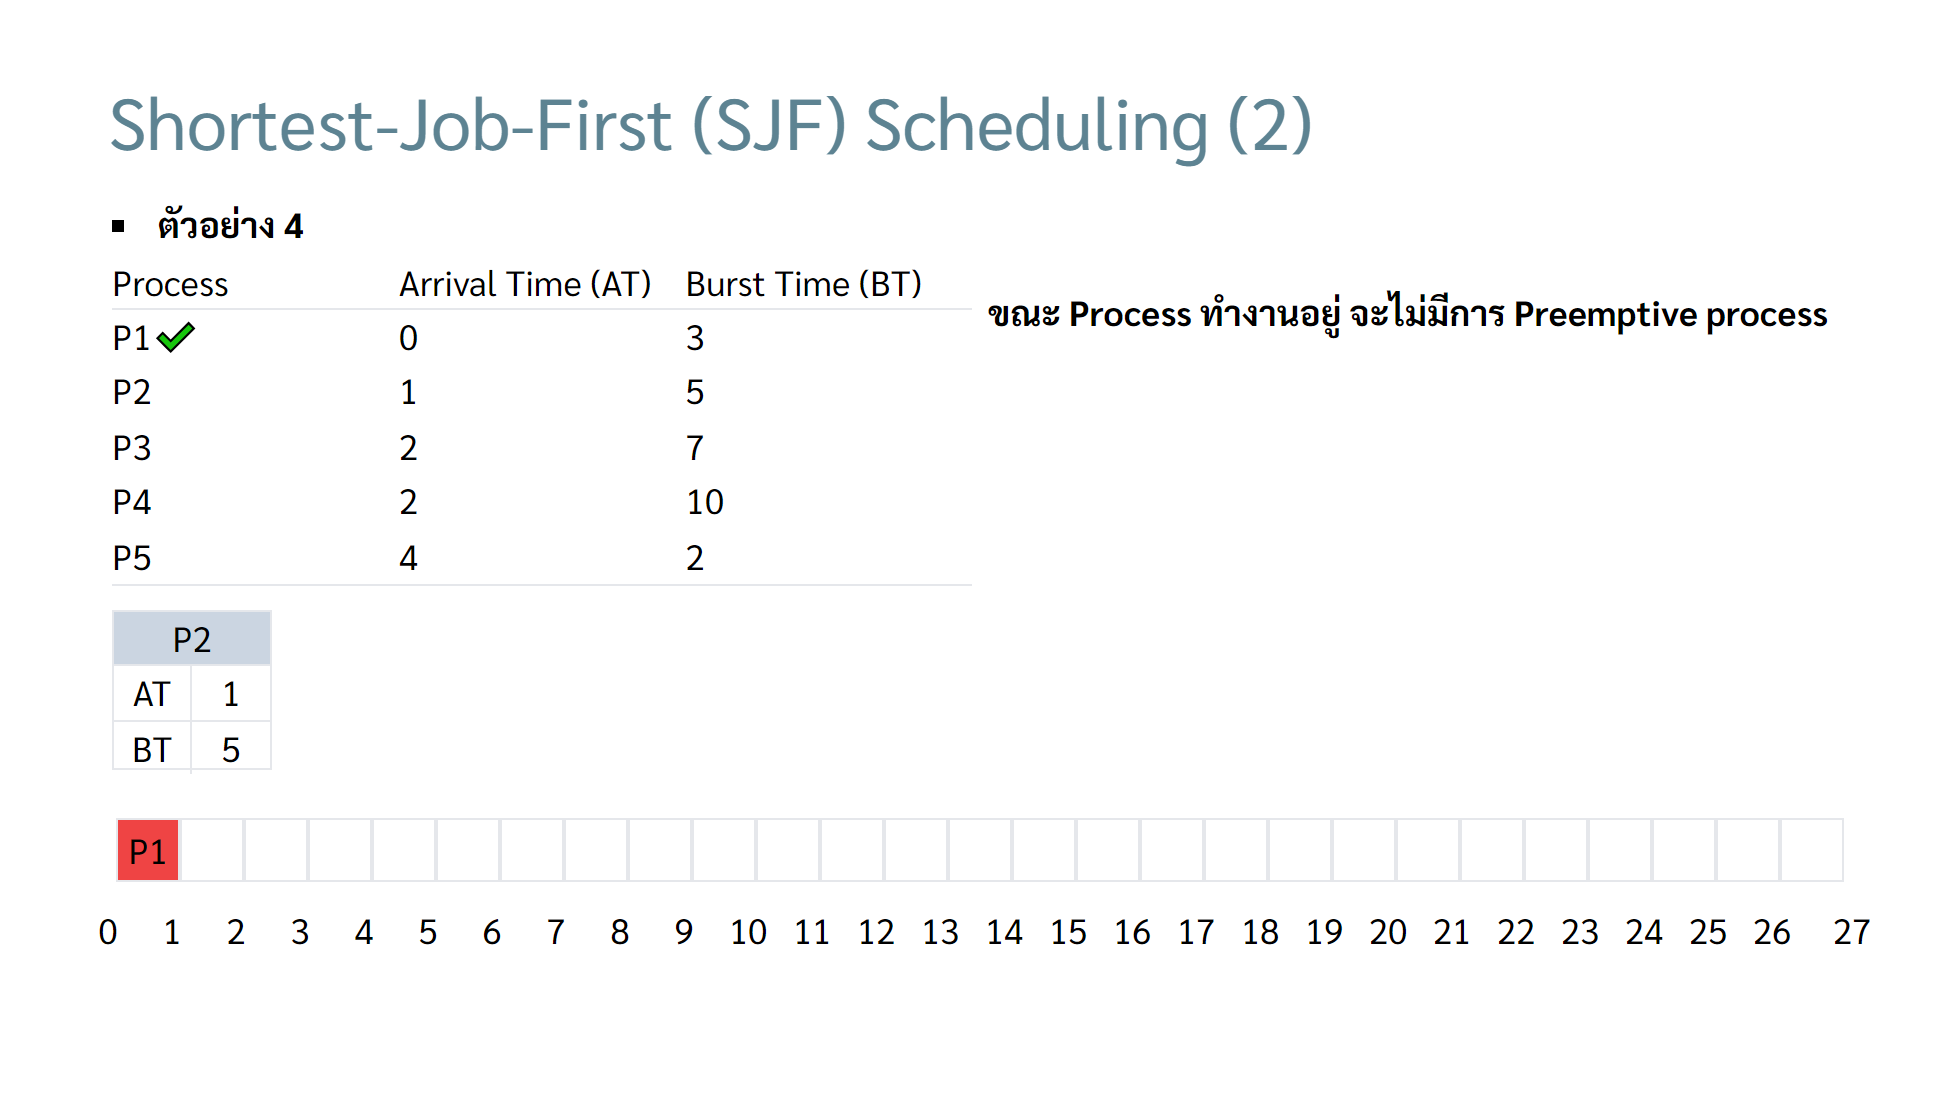 Shortest-Job-First (SJF) Scheduling (2)
ตัวอย่าง 4
Process Arrival Time (AT) Burst Time (BT)
ขณะ Process ทำงานอยู่ จะไม่มีการ Preemptive process
P1 0 3
P2 1 5
P3 2 7
P4 2 10
P5 4 2
P2
AT 1
BT 5
P1
0 1 2 3 4 5 6 7 8 9 10 11 12 13 14 15 16 17 18 19 20 21 22 23 24 25 26 27